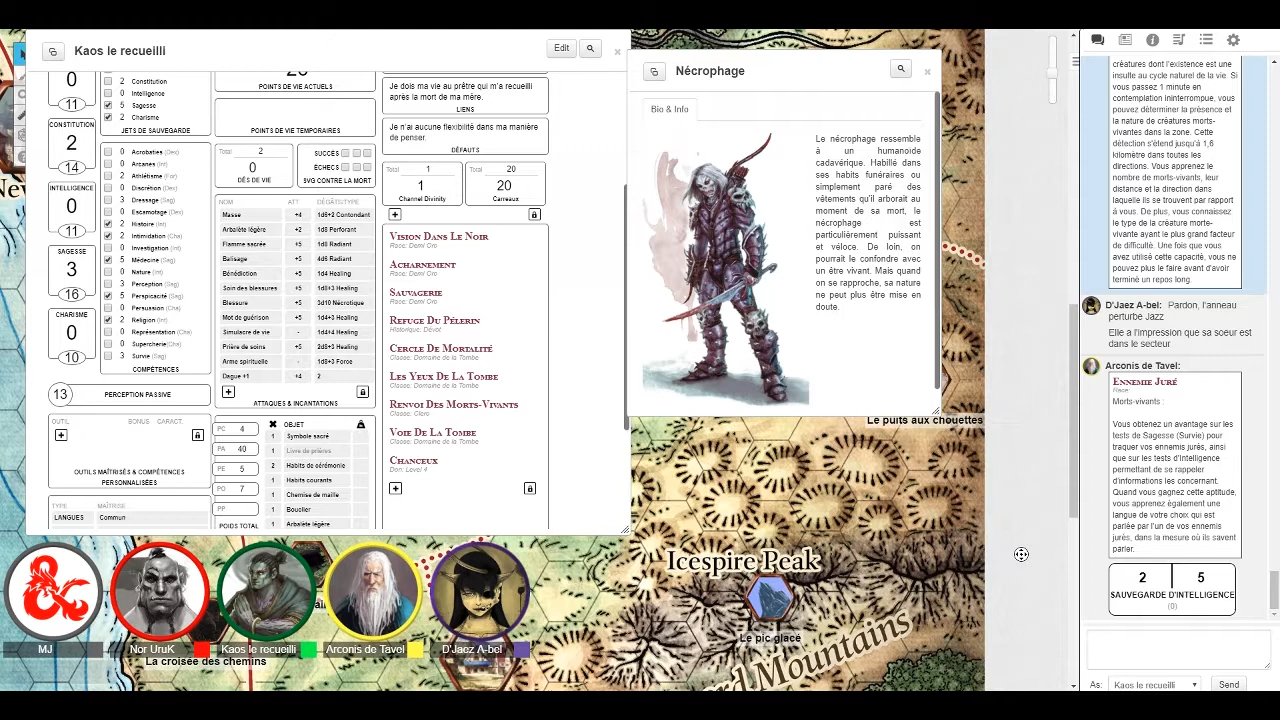 Kaos le recueilli
Edit
0
11
CONSTITUTION
2
14
INTELLIGENCE
0
11
SAGESSE
3
16
CHARISME
0
10
2 Constitution
0 Intelligence
5 Sagesse
2 Charisme
JETS DE SAUVEGARDE
0 Acrobaties (Dex)
0 Arcanes (Int)
2 Athlétisme (For)
0 Discrétion (Dex)
3 Dressage (Sag)
0 Escamotage (Dex)
2 Histoire (Int)
2 Intimidation (Cha)
0 Investigation (Int)
5 Médecine (Sag)
0 Nature (Int)
3 Perception (Sag)
5 Perspicacité (Sag)
0 Persuasion (Cha)
2 Religion (Int)
0 Représentation (Cha)
0 Supercherie(Cha)
3 Survie (Sag)
COMPÉTENCES
13 PERCEPTION PASSIVE
OUTIL BONUS CARACT.
OUTILS MAÎTRISÉS & COMPÉTENCES
PERSONNALISÉES
TYPE MAÎTRISE
LANGUES Commun
POINTS DE VIE ACTUELS
POINTS DE VIE TEMPORAIRES
Total 2
0
DÉS DE VIE
SUCCÈS
ÉCHECS
SVG CONTRE LA MORT
NOM ATT DÉGÂTS/TYPE
Masse +4 1d6+2 Contondant
Arbalète légère +2 1d8 Perforant
Flamme sacrée +5 1d8 Radiant
Balisage +5 4d6 Radiant
Bénédiction +5 1d4 Healing
Soin des blessures +5 1d8+3 Healing
Blessure +5 3d10 Nécrotique
Mot de guérison +5 1d4+3 Healing
Simulacre de vie - 1d4+4 Healing
Prière de soins +5 2d8+3 Healing
Arme spirituelle - 1d8+3 Force
Dague +1 +4 2
ATTAQUES & INCANTATIONS
PC 4
PA 40
PE 5
PO 7
PP
POIDS TOTAL
OBJET
1 Symbole sacré
1 Livre de prières
2 Habits de cérémonie
1 Habits courants
1 Chemise de maille
1 Bouclier
1 Arbalète légère
Je dois ma vie au prêtre qui m'a recueilli
après la mort de ma mère.
LIENS
Je n'ai aucune flexibilité dans ma manière
de penser.
DÉFAUTS
Total 1
1
Channel Divinity
Total 20
20
Carreaux
Vision Dans Le Noir
Race: Demi Orc
Acharnement
Race: Demi Orc
Sauvagerie
Race: Demi Orc
Refuge Du Pélerin
Historique: Dévot
Cercle De Mortalité
Classe: Domaine de la Tombe
Les Yeux De La Tombe
Classe: Domaine de la Tombe
Renvoi Des Morts-Vivants
Classe: Clerc
Voie De La Tombe
Classe: Domaine de la Tombe
Chanceux
Don: Level 4
Nécrophage
Bio & Info
Le nécrophage ressemble
à un humanoïde
cadavérique. Habillé dans
ses habits funéraires ou
simplement paré des
vêtements qu'il arborait au
moment de sa mort, le
nécrophage est
particulièrement puissant
et véloce. De loin, on
pourrait le confondre avec
un être vivant. Mais quand
on se rapproche, sa nature
ne peut plus être mise en
doute.
Le puits aux chouettes
Icespire Peak
Le pic glacé
Mountains
La croisée des chemins
MJ
Nor UruK
Kaos le recueilli
Arconis de Tavel
D'Jaez A-bel
créatures dont l'existence est une
insulte au cycle naturel de la vie. Si
vous passez 1 minute en
contemplation ininterrompue, vous
pouvez déterminer la présence et
la nature de créatures morts-
vivantes dans la zone. Cette
détection s'étend jusqu'à 1,6
kilomètre dans toutes les
directions. Vous apprenez le
nombre de morts-vivants, leur
distance et la direction dans
laquelle ils se trouvent par rapport
à vous. De plus, vous connaissez
le type de la créature morte-
vivante ayant le plus grand facteur
de difficulté. Une fois que vous
avez utilisé cette capacité, vous ne
pouvez plus le faire avant d'avoir
terminé un repos long.
D'Jaez A-bel: Pardon, l'anneau
perturbe Jazz
Elle a l'impression que sa soeur est
dans le secteur
Arconis de Tavel:
Ennemie Juré
Race:
Morts-vivants :
Vous obtenez un avantage sur les
tests de Sagesse (Survie) pour
traquer vos ennemis jurés, ainsi
que sur les tests d'Intelligence
permettant de se rappeler
d'informations les concernant.
Quand vous gagnez cette aptitude,
vous apprenez également une
langue de votre choix qui est
parlée par l'un de vos ennemis
jurés, dans la mesure où ils savent
parler.
2 5
SAUVEGARDE D'INTELLIGENCE
(0)
As: Kaos le recueilli
Send